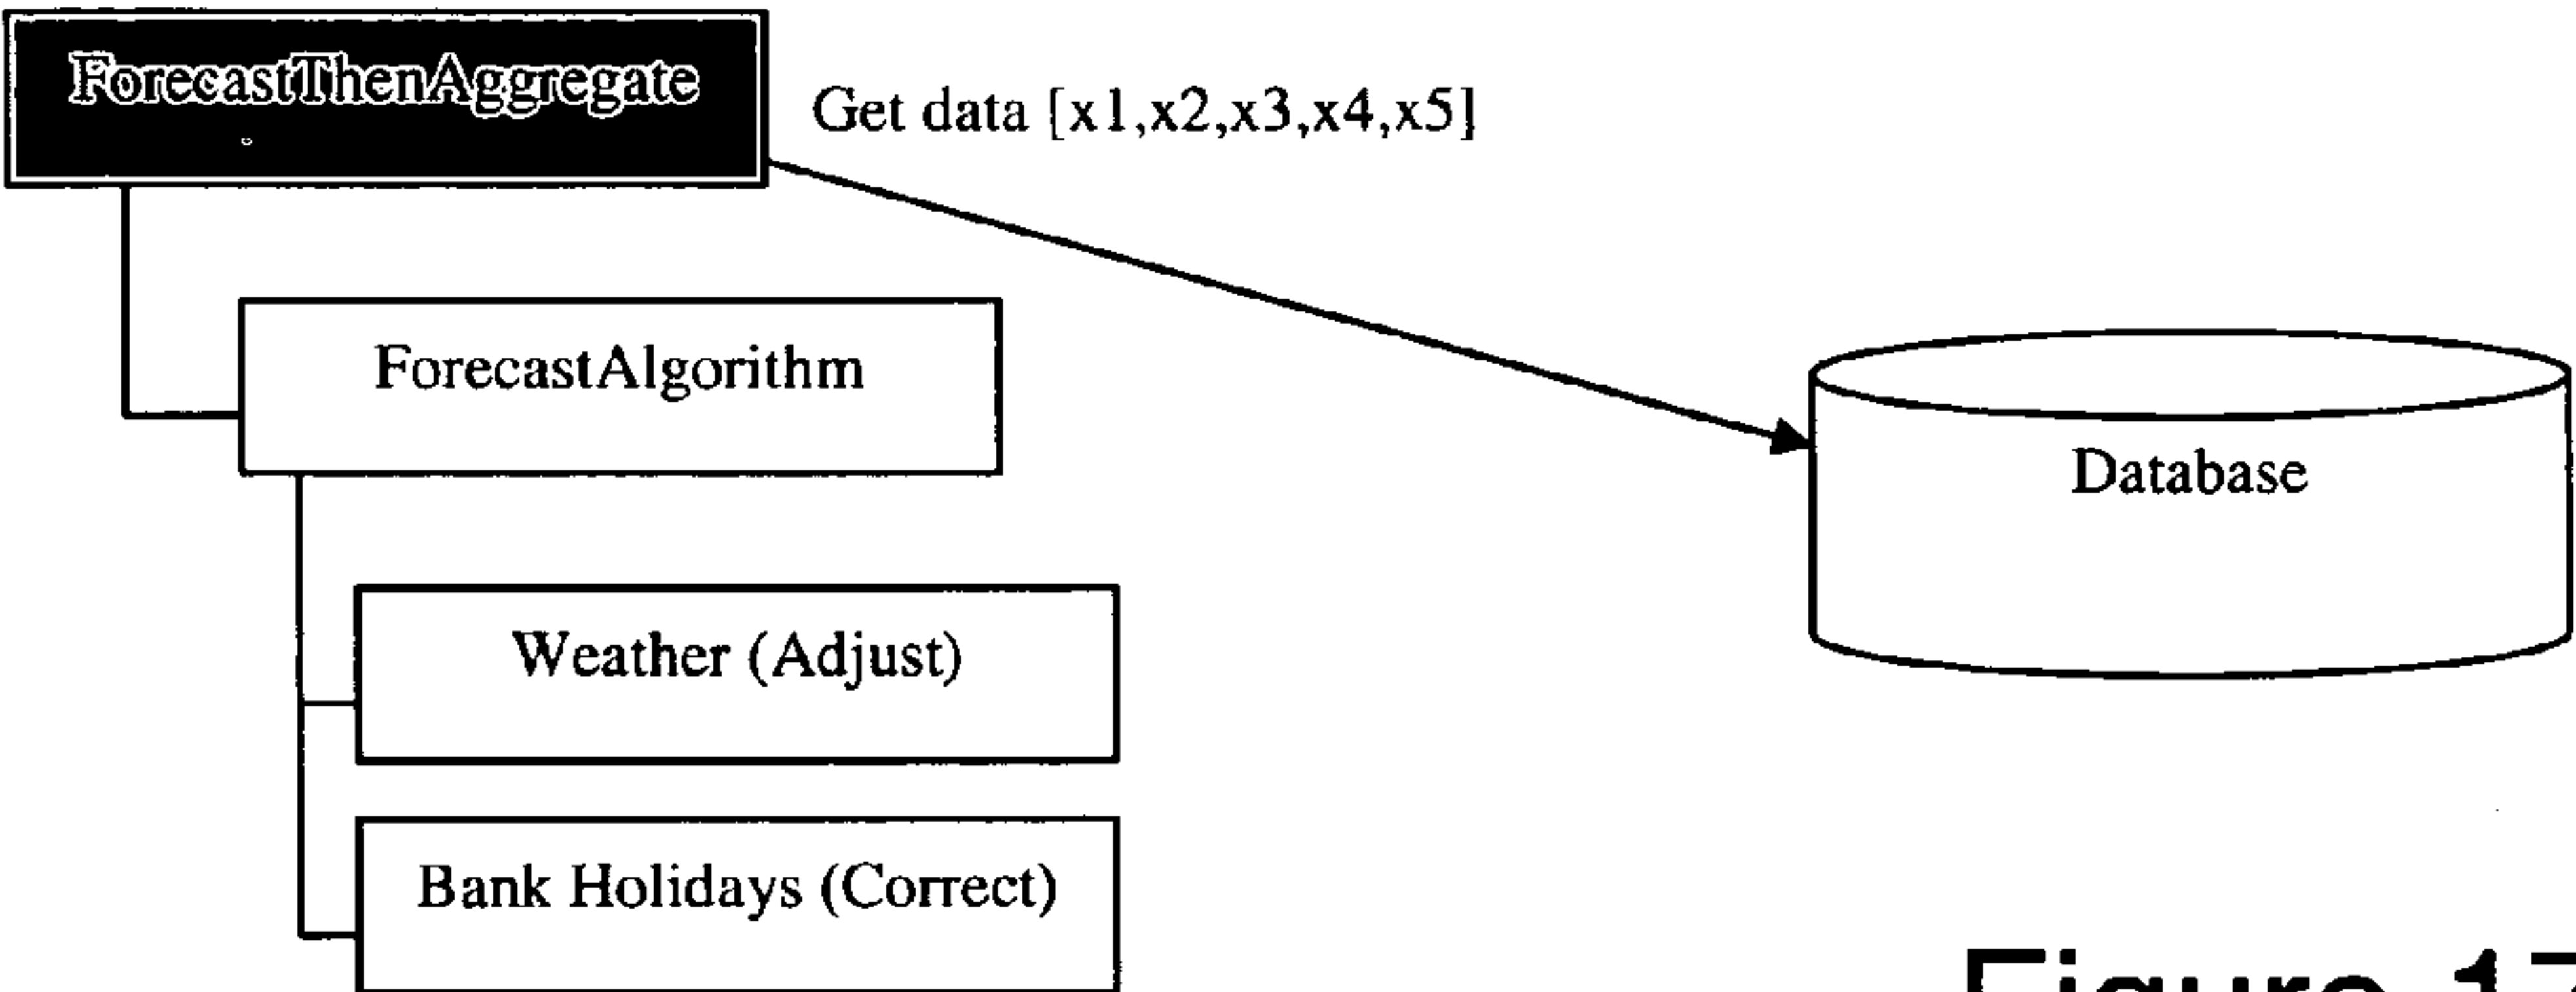 ForecastThenAggregate
Get data [x1,x2,x3,x4,x5]
ForecastAlgorithm
Database
Weather (Adjust)
Bank Holidays (Correct)